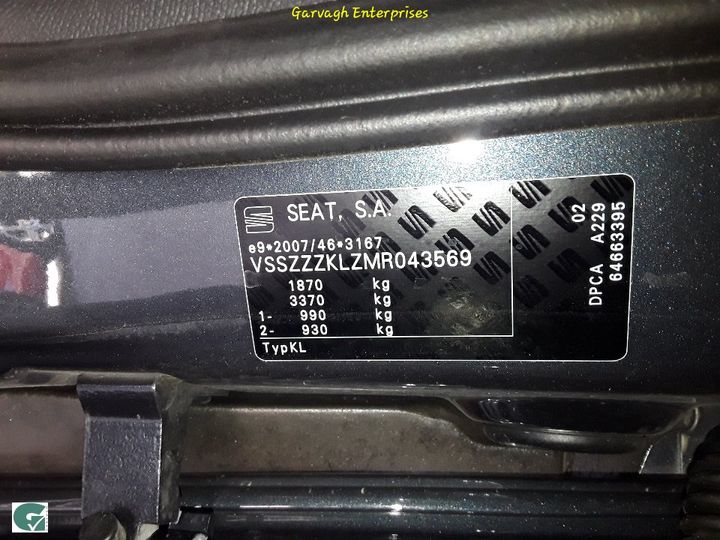 Garvagh Enterprises
SEAT, S.A.
e9*2007/46*3167
VSSZZZKLZMR043569
1870 kg
3370 kg
1- 990 kg
2- 930 kg
TypKL
02
DPCA A229
64663395